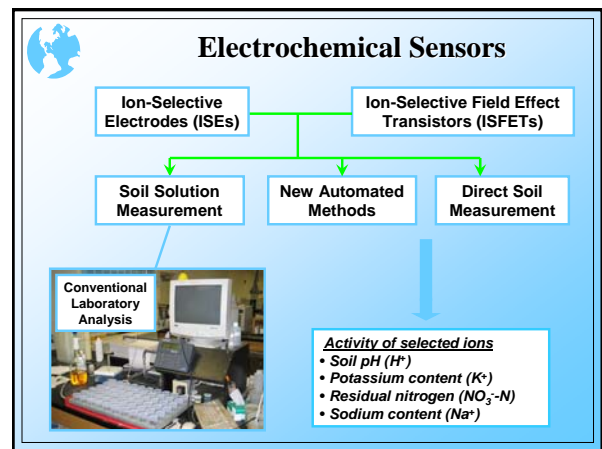 Electrochemical Sensors
Ion-Selective
Electrodes (ISEs)
Ion-Selective Field Effect
Transistors (ISFETs)
Soil Solution
Measurement
New Automated
Methods
Direct Soil
Measurement
Conventional
Laboratory
Analysis
Activity of selected ions
• Soil pH (H⁺)
• Potassium content (K⁺)
• Residual nitrogen (NO₃⁻-N)
• Sodium content (Na⁺)